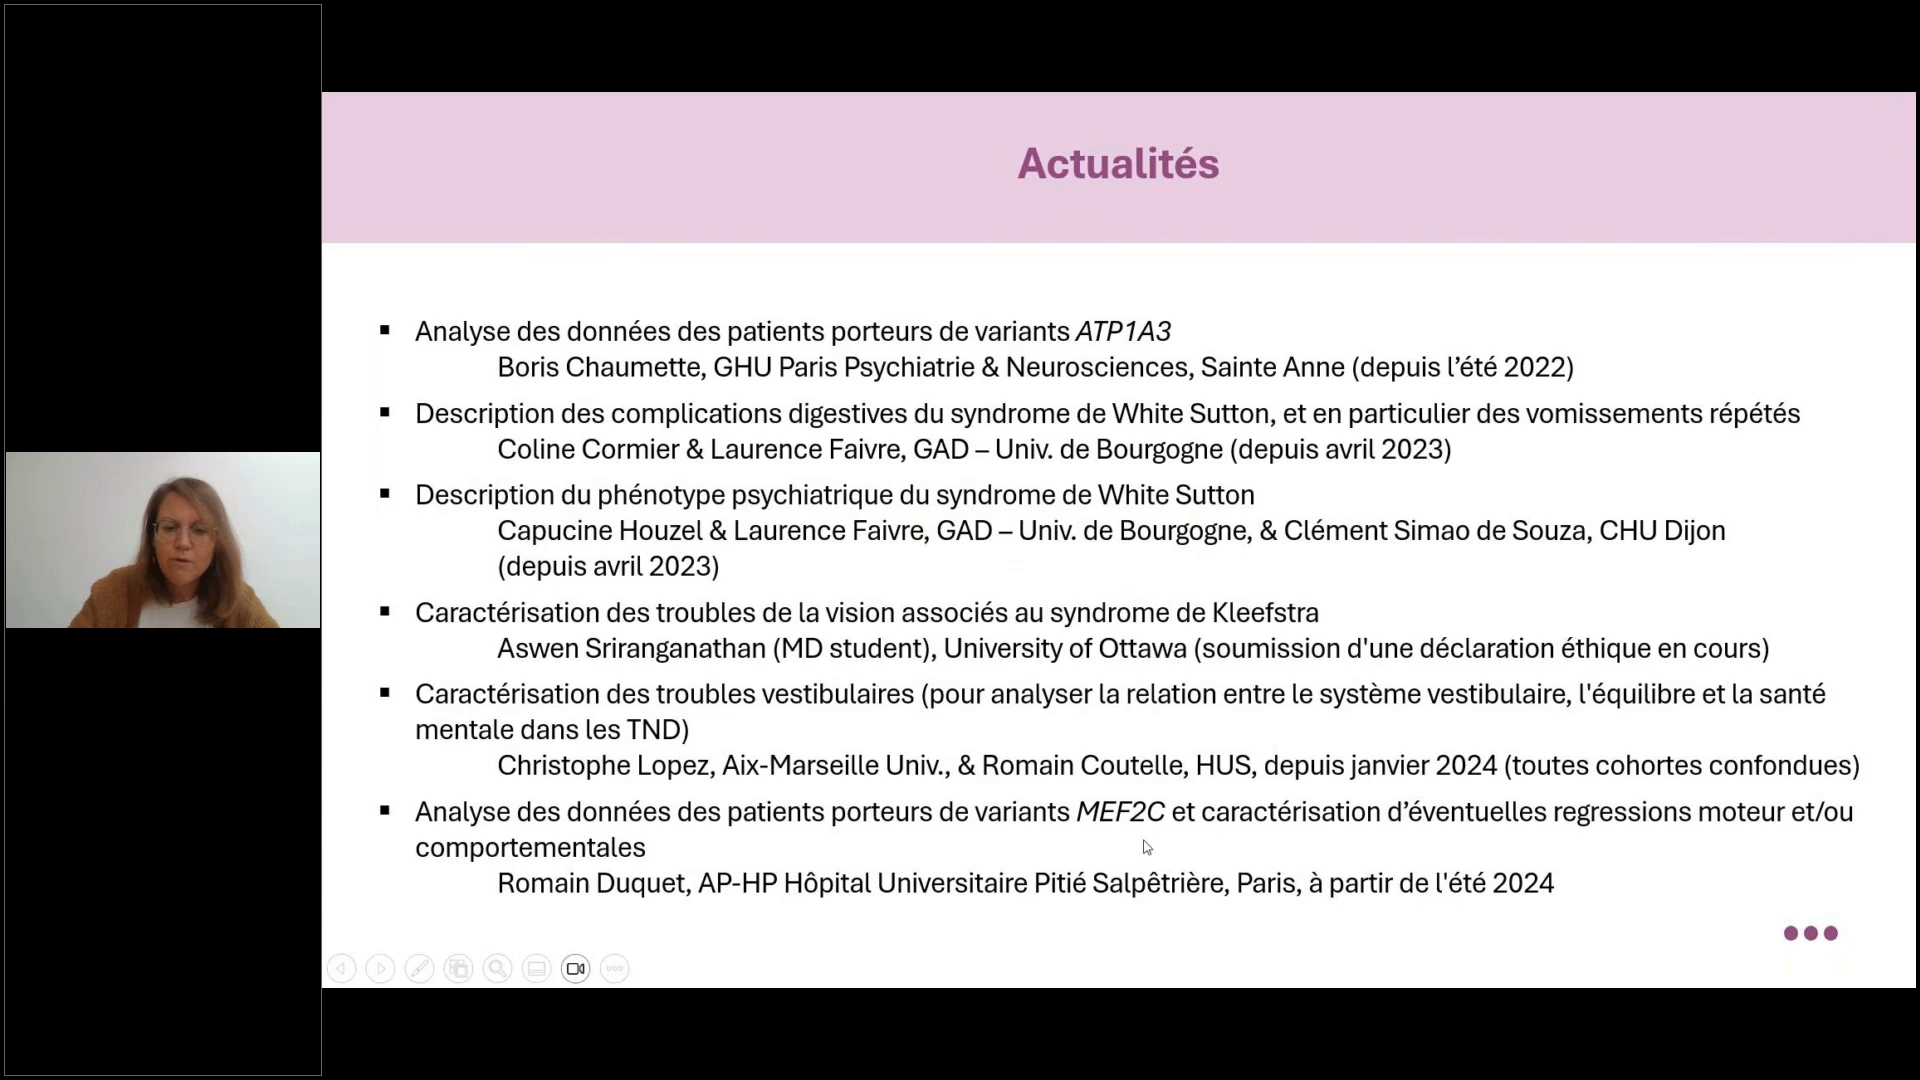 Actualités
Analyse des données des patients porteurs de variants ATP1A3
Boris Chaumette, GHU Paris Psychiatrie & Neurosciences, Sainte Anne (depuis l’été 2022)
Description des complications digestives du syndrome de White Sutton, et en particulier des vomissements répétés
Coline Cormier & Laurence Faivre, GAD – Univ. de Bourgogne (depuis avril 2023)
Description du phénotype psychiatrique du syndrome de White Sutton
Capucine Houzel & Laurence Faivre, GAD – Univ. de Bourgogne, & Clément Simao de Souza, CHU Dijon
(depuis avril 2023)
Caractérisation des troubles de la vision associés au syndrome de Kleefstra
Aswen Sriranganathan (MD student), University of Ottawa (soumission d'une déclaration éthique en cours)
Caractérisation des troubles vestibulaires (pour analyser la relation entre le système vestibulaire, l'équilibre et la santé
mentale dans les TND)
Christophe Lopez, Aix-Marseille Univ., & Romain Coutelle, HUS, depuis janvier 2024 (toutes cohortes confondues)
Analyse des données des patients porteurs de variants MEF2C et caractérisation d’éventuelles regressions moteur et/ou
comportementales
Romain Duquet, AP-HP Hôpital Universitaire Pitié Salpêtrière, Paris, à partir de l'été 2024